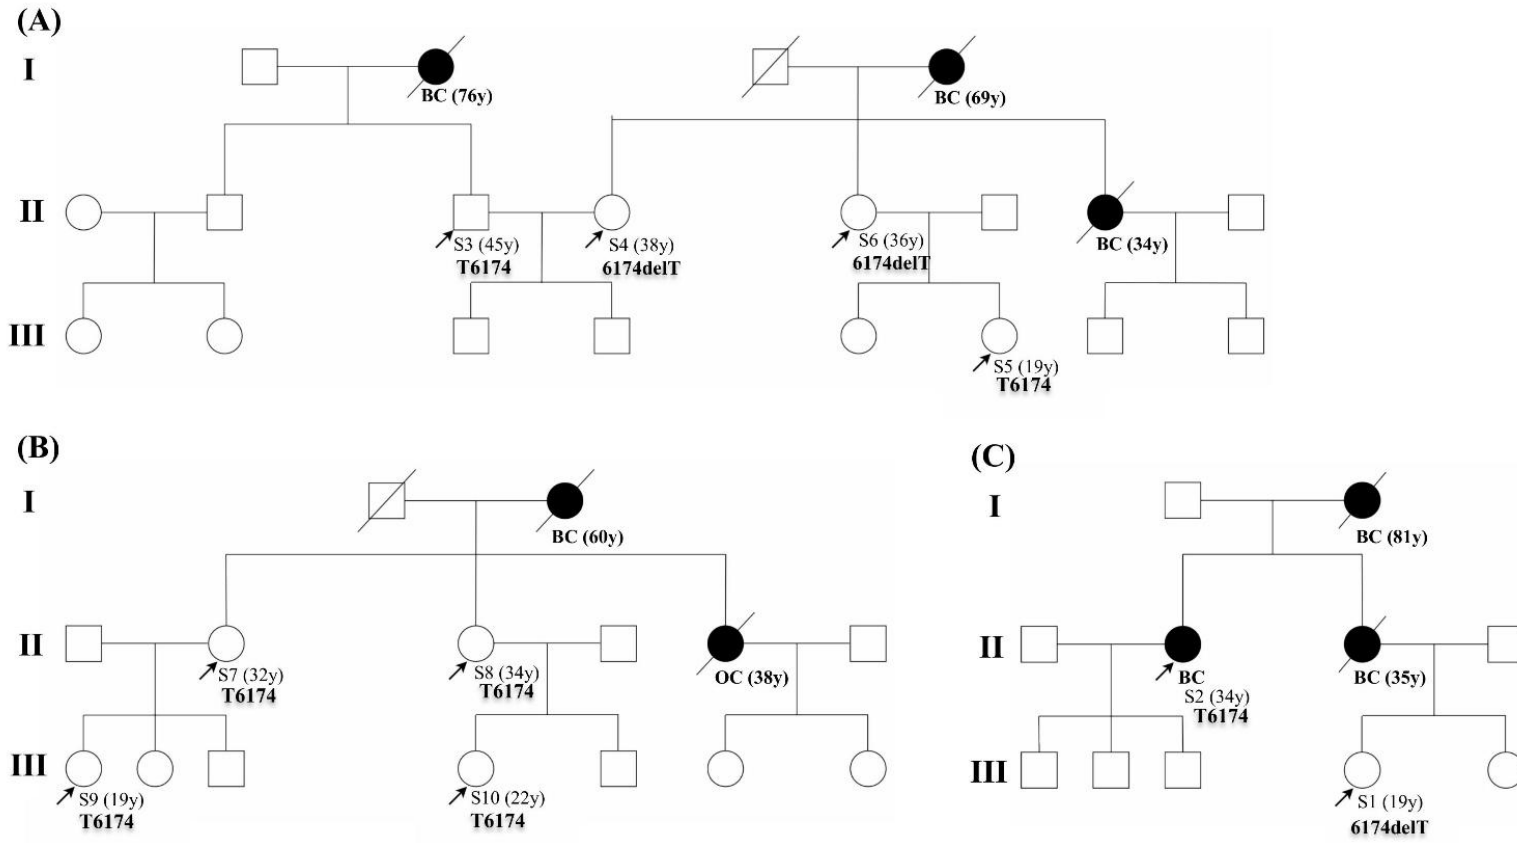 (A)
I
BC (76y)
BC (69y)
II
S3 (45y)
T6174
S4 (38y)
6174delT
S6 (36y)
6174delT
BC (34y)
III
S5 (19y)
T6174
(B)
I
BC (60y)
II
S7 (32y)
T6174
S8 (34y)
T6174
OC (38y)
III
S9 (19y)
T6174
S10 (22y)
T6174
(C)
I
BC (81y)
II
BC
S2 (34y)
T6174
BC (35y)
III
S1 (19y)
6174delT